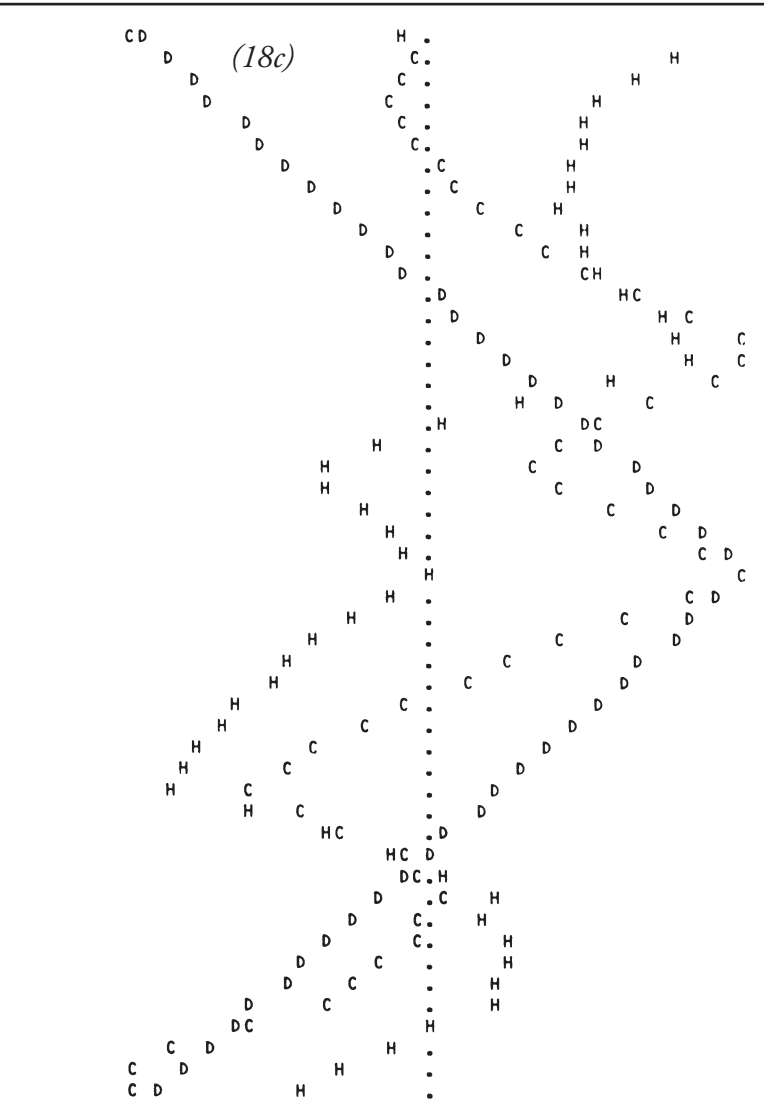 CD H .
D (18c) C. H
D C . H
D C . H
D C . H
D C. H
D .C H
D . C H
D . C H
D . C H
D . C H
D . CH
.D HC
. D H C
. D H C
. D H C
. D H C
. H D C
.H DC
H . C D
H . C D
H . C D
H . C D
H . C D
H . C D
H C
H . C D
H . C D
H . C D
H . C D
H . C D
H C . D
H C . D
H C . D
H C . D
H C . D
H C . D
HC .D
HC D
DC.H
D .C H
D C. H
D C. H
D C . H
D C . H
D C . H
DC H
C D H .
C D H .
C D H .